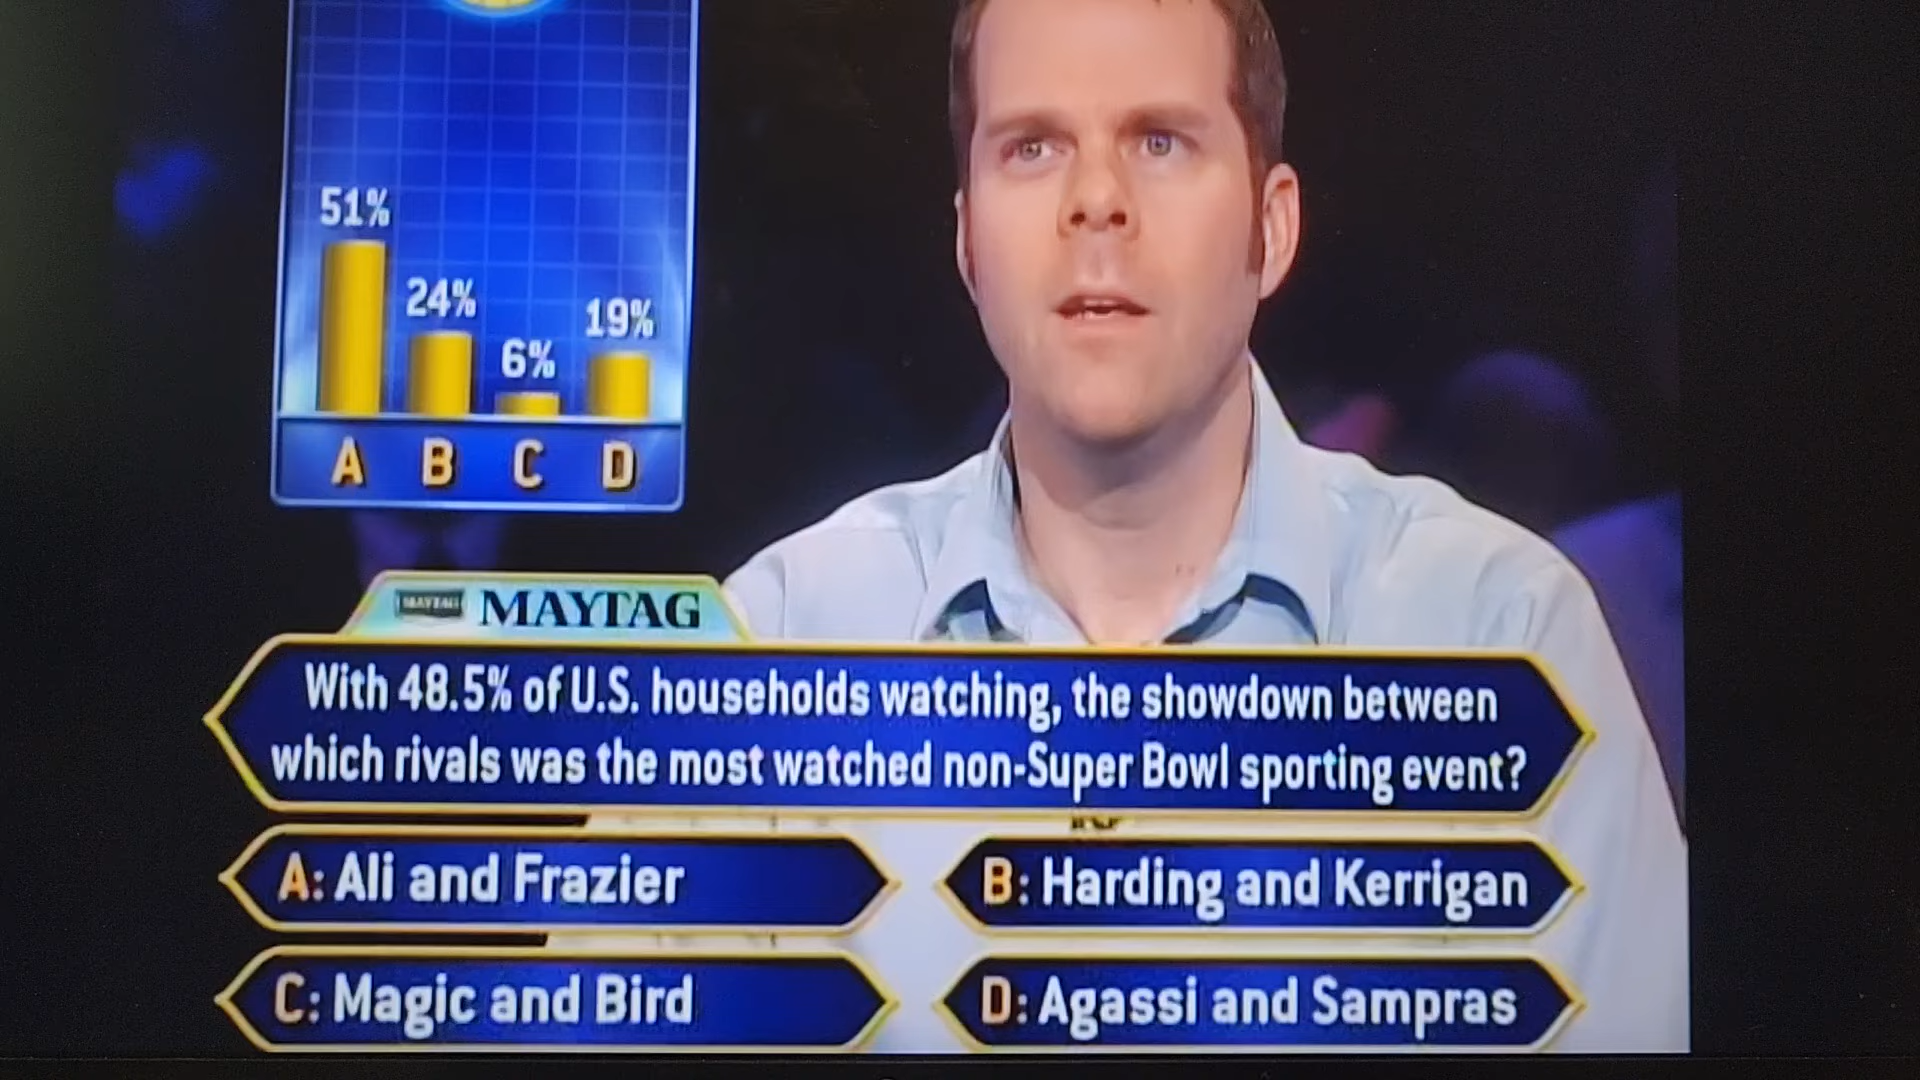 51%
24%
6%
19%
A B C D
MAYTAG MAYTAG
With 48.5% of U.S. households watching, the showdown between
which rivals was the most watched non-Super Bowl sporting event?
A: Ali and Frazier
B: Harding and Kerrigan
C: Magic and Bird
D: Agassi and Sampras